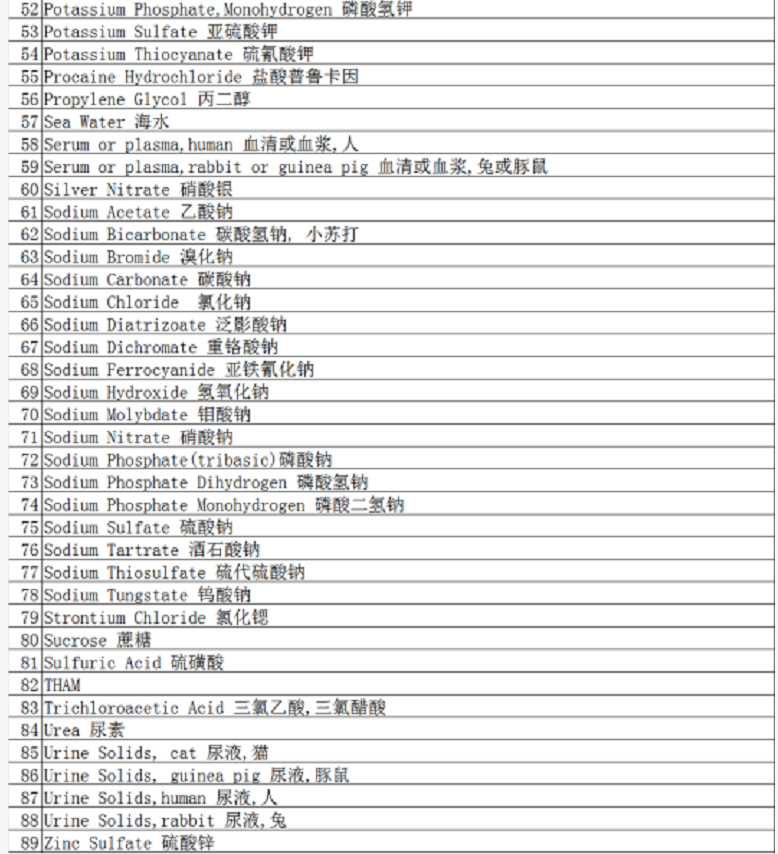 52 Potassium Phosphate,Monohydrogen 磷酸氢钾
53 Potassium Sulfate 亚硫酸钾
54 Potassium Thiocyanate 硫氰酸钾
55 Procaine Hydrochloride 盐酸普鲁卡因
56 Propylene Glycol 丙二醇
57 Sea Water 海水
58 Serum or plasma,human 血清或血浆,人
59 Serum or plasma,rabbit or guinea pig 血清或血浆,兔或豚鼠
60 Silver Nitrate 硝酸银
61 Sodium Acetate 乙酸钠
62 Sodium Bicarbonate 碳酸氢钠, 小苏打
63 Sodium Bromide 溴化钠
64 Sodium Carbonate 碳酸钠
65 Sodium Chloride 氯化钠
66 Sodium Diatrizoate 泛影酸钠
67 Sodium Dichromate 重铬酸钠
68 Sodium Ferrocyanide 亚铁氰化钠
69 Sodium Hydroxide 氢氧化钠
70 Sodium Molybdate 钼酸钠
71 Sodium Nitrate 硝酸钠
72 Sodium Phosphate(tribasic)磷酸钠
73 Sodium Phosphate Dihydrogen 磷酸氢钠
74 Sodium Phosphate Monohydrogen 磷酸二氢钠
75 Sodium Sulfate 硫酸钠
76 Sodium Tartrate 酒石酸钠
77 Sodium Thiosulfate 硫代硫酸钠
78 Sodium Tungstate 钨酸钠
79 Strontium Chloride 氯化锶
80 Sucrose 蔗糖
81 Sulfuric Acid 硫磺酸
82 THAM
83 Trichloroacetic Acid 三氯乙酸,三氯醋酸
84 Urea 尿素
85 Urine Solids, cat 尿液,猫
86 Urine Solids, guinea pig 尿液,豚鼠
87 Urine Solids,human 尿液,人
88 Urine Solids,rabbit 尿液,兔
89 Zinc Sulfate 硫酸锌